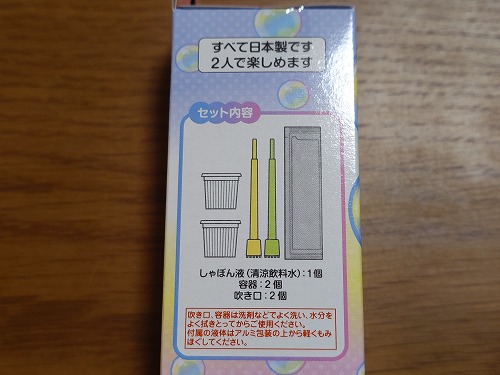 すべて日本製です
2人で楽しめます
セット内容
しゃぼん液(清涼飲料水):1個
容器:2個
吹き口:2個
吹き口、容器は洗剤などでよく洗い、水分を
よく拭きとってからご使用ください。
付属の液体はアルミ包装の上から軽くもみ
ほぐしてください。